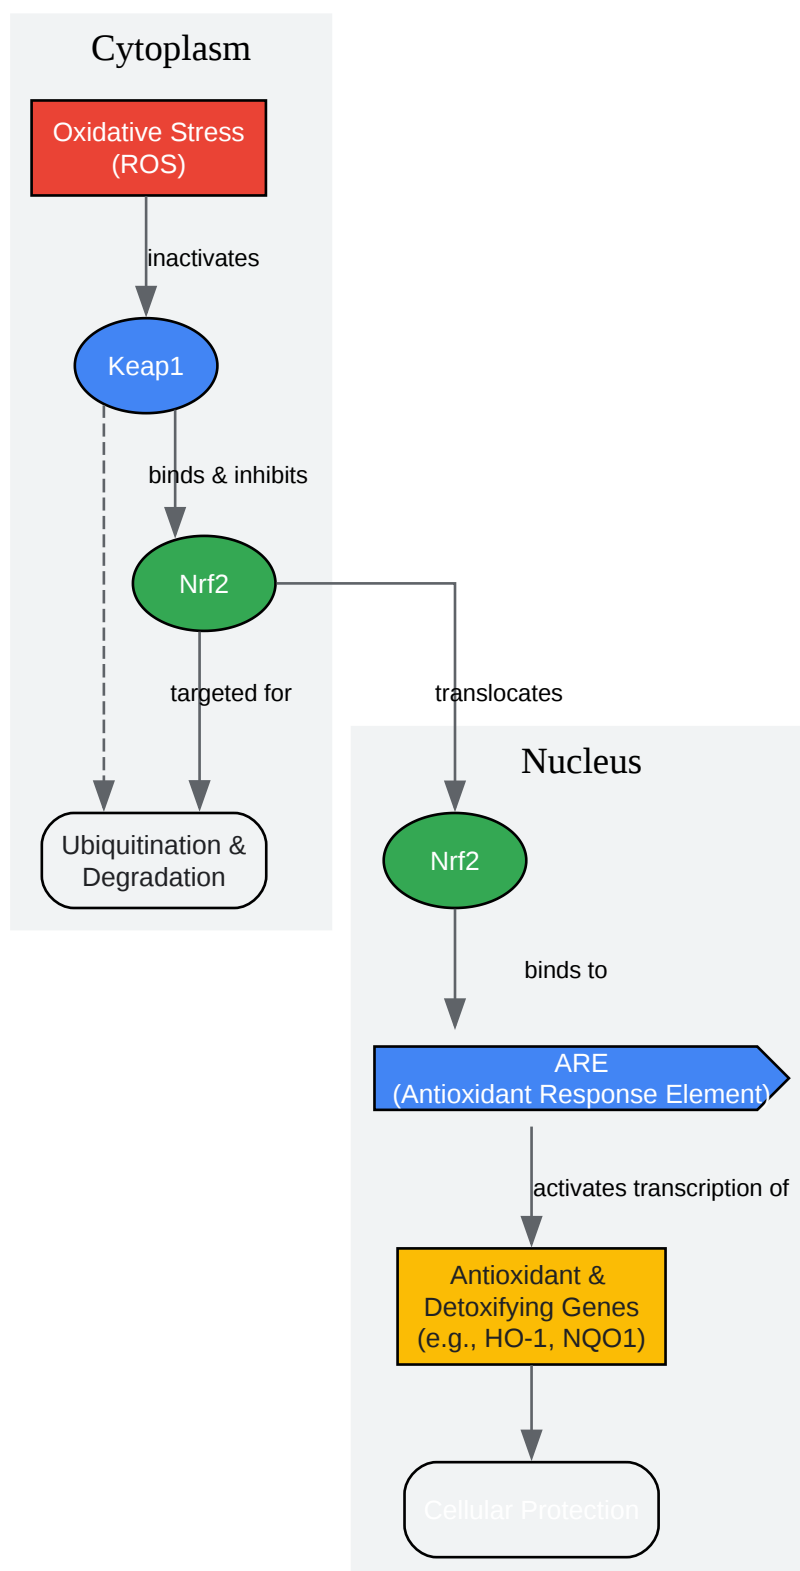 Cytoplasm
Oxidative Stress
(ROS)
inactivates
Keap1
binds & inhibits
Nrf2
targeted for
translocates
Nucleus
Ubiquitination &
Degradation
Nrf2
binds to
ARE
(Antioxidant Response Element)
activates transcription of
Antioxidant &
Detoxifying Genes
(e.g., HO-1, NQO1)
Cellular Protection